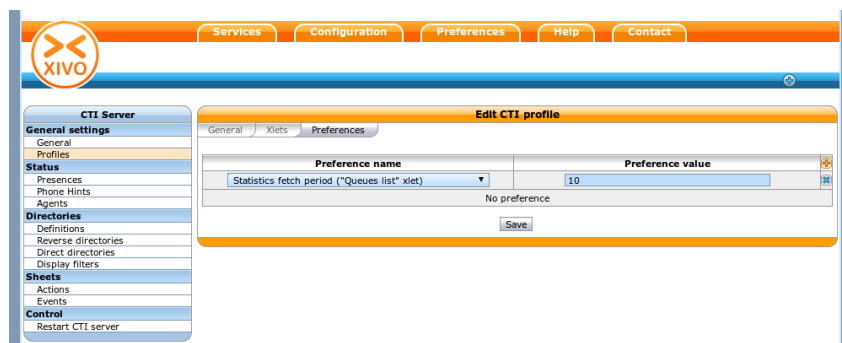 Services Configuration Preferences Help Contact
XIVO
CTI Server
General settings
General
Profiles
Status
Presences
Phone Hints
Agents
Directories
Definitions
Reverse directories
Direct directories
Display filters
Sheets
Actions
Events
Control
Restart CTI server
Edit CTI profile
General Xlets Preferences
Preference name Preference value
Statistics fetch period ("Queues list" xlet) 10
No preference
Save